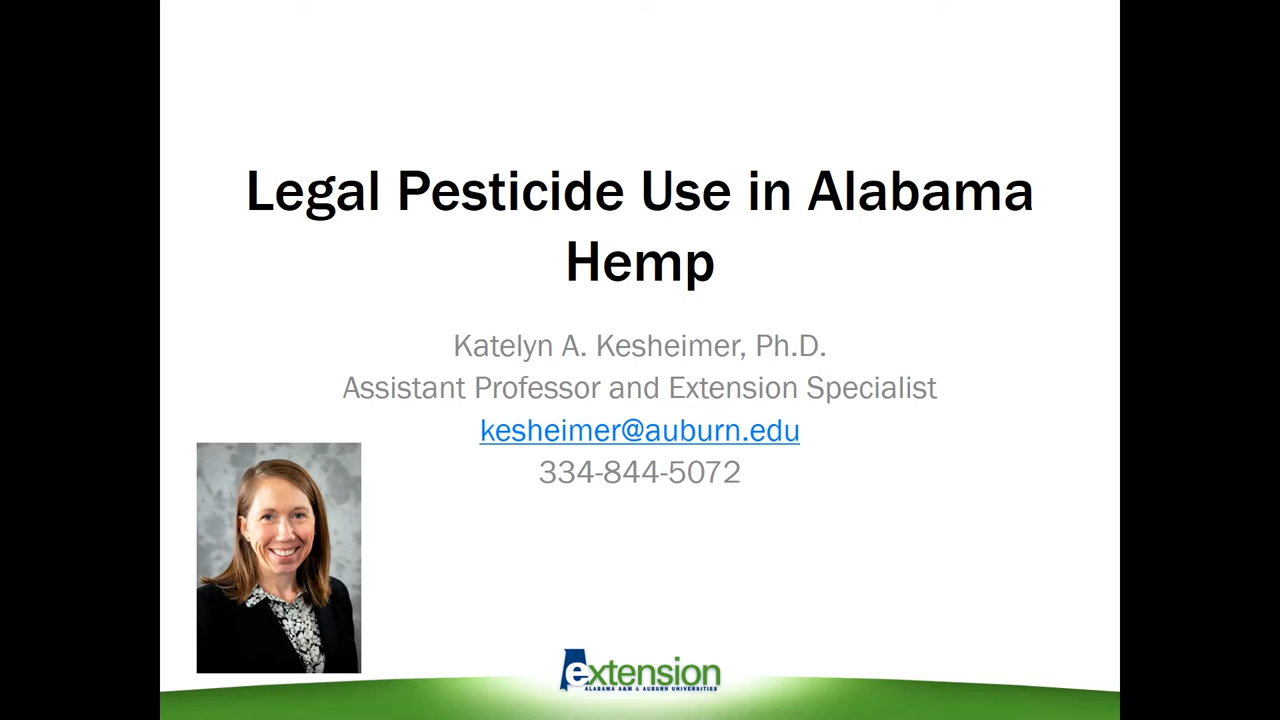 Legal Pesticide Use in Alabama
Hemp
Katelyn A. Kesheimer, Ph.D.
Assistant Professor and Extension Specialist
kesheimer@auburn.edu
334-844-5072
extension
ALABAMA A&M & AUBURN UNIVERSITIES